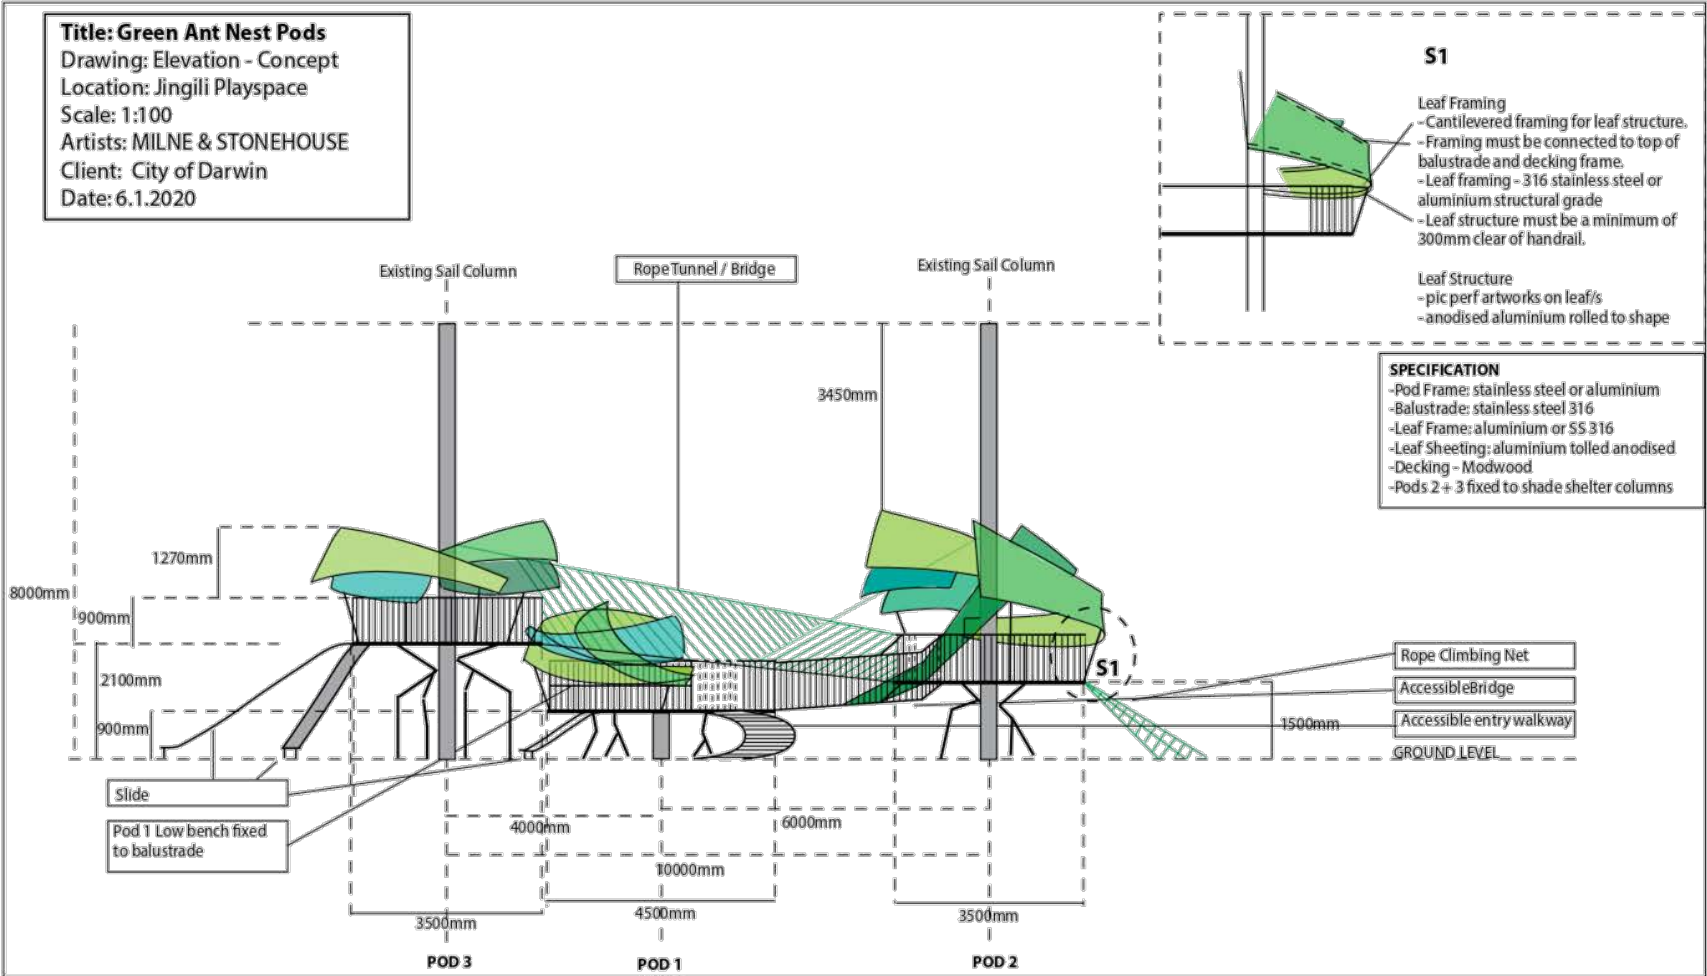 Title: Green Ant Nest Pods
Drawing: Elevation - Concept
Location: Jingili Playspace
Scale: 1:100
Artists: MILNE & STONEHOUSE
Client: City of Darwin
Date: 6.1.2020
S1
Leaf Framing
-Cantilevered framing for leaf structure.
-Framing must be connected to top of
balustrade and decking frame.
-Leaf framing - 316 stainless steel or
aluminium structural grade
-Leaf structure must be a minimum of
300mm clear of handrail.
Leaf Structure
-pic perf artworks on leaf/s
-anodised aluminium rolled to shape
SPECIFICATION
-Pod Frame: stainless steel or aluminium
-Balustrade: stainless steel 316
-Leaf Frame: aluminium or SS 316
-Leaf Sheeting: aluminium tolled anodised
-Decking - Modwood
-Pods 2 + 3 fixed to shade shelter columns
Existing Sail Column
Rope Tunnel / Bridge
Existing Sail Column
3450mm
1270mm
8000mm
900mm
2100mm
900mm
S1
Rope Climbing Net
AccessibleBridge
Accessible entry walkway
1500mm
GROUND LEVEL
Slide
Pod 1 Low bench fixed
to balustrade
4000mm
6000mm
10000mm
3500mm
4500mm
3500mm
POD 3
POD 1
POD 2